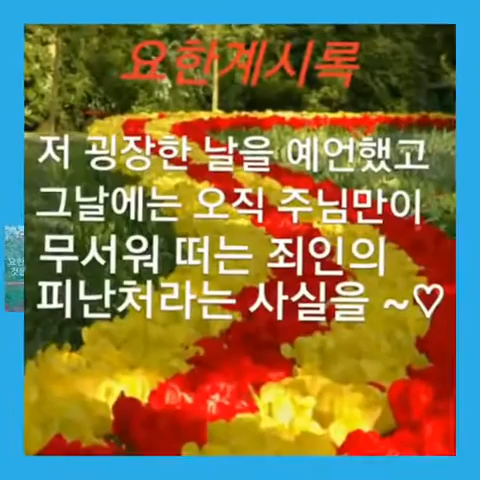 요한계시록
저 굉장한 날을 예언했고
그날에는 오직 주님만이
무서워 떠는 죄인의
피난처라는 사실을 ~♡